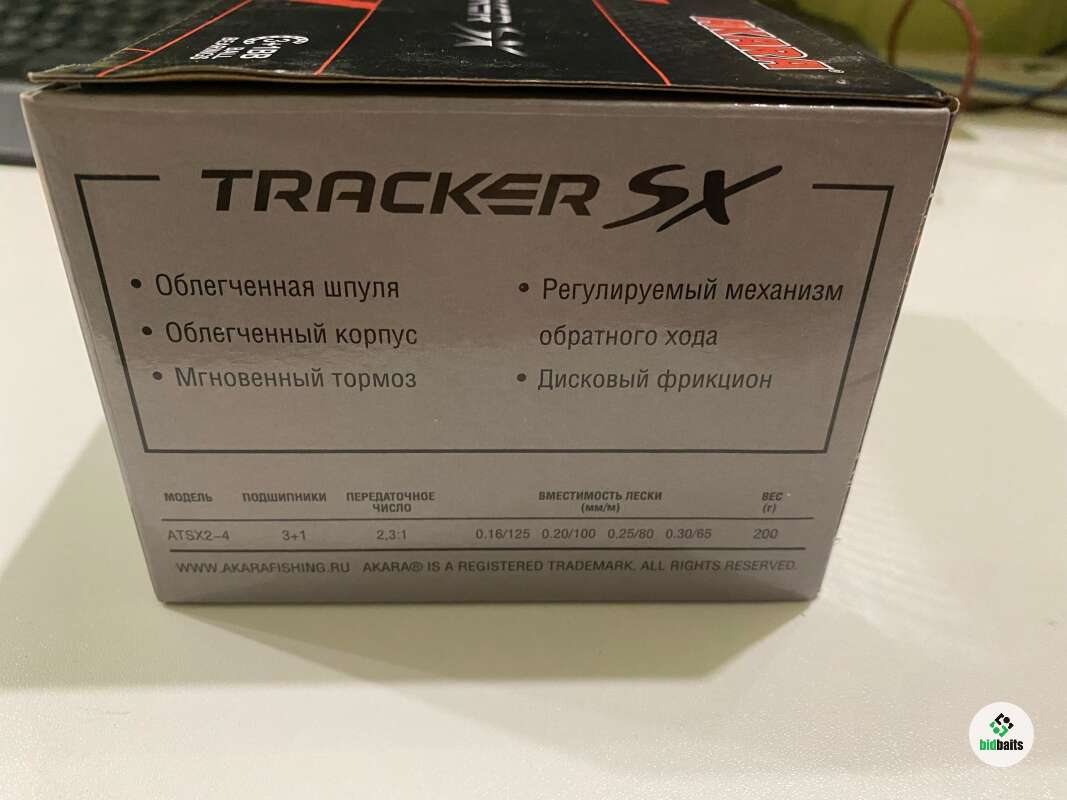 AKARA
TRACKER SX
• Облегченная шпуля
• Облегченный корпус
• Мгновенный тормоз
• Регулируемый механизм
обратного хода
• Дисковый фрикцион
МОДЕЛЬ ПОДШИПНИКИ ПЕРЕДАТОЧНОЕ ЧИСЛО ВМЕСТИМОСТЬ ЛЕСКИ (мм/м) ВЕС (г)
ATSX2-4 3+1 2,3:1 0.16/125 0.20/100 0.25/80 0.30/65 200
WWW.AKARAFISHING.RU AKARA® IS A REGISTERED TRADEMARK. ALL RIGHTS RESERVED.
bidbaits